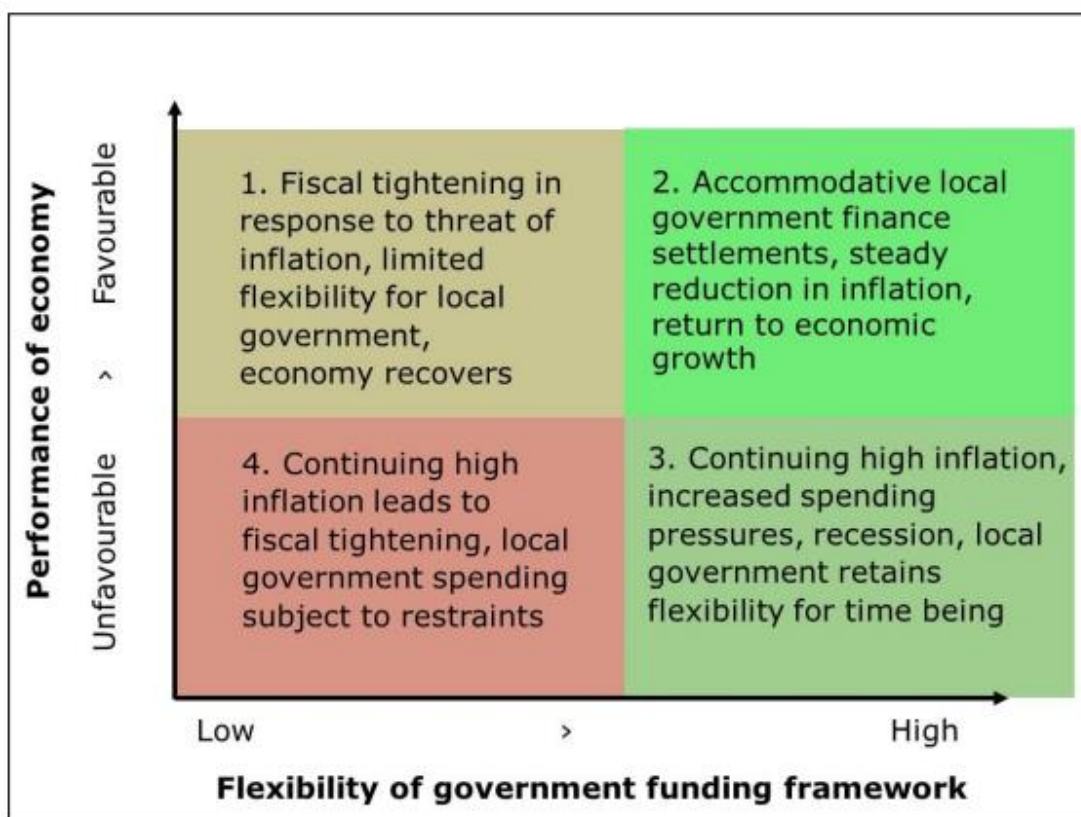 Performance of economy
Favourable
>
Unfavourable
1. Fiscal tightening in
response to threat of
inflation, limited
flexibility for local
government,
economy recovers
2. Accommodative local
government finance
settlements, steady
reduction in inflation,
return to economic
growth
4. Continuing high
inflation leads to
fiscal tightening, local
government spending
subject to restraints
3. Continuing high inflation,
increased spending
pressures, recession, local
government retains
flexibility for time being
Low > High
Flexibility of government funding framework